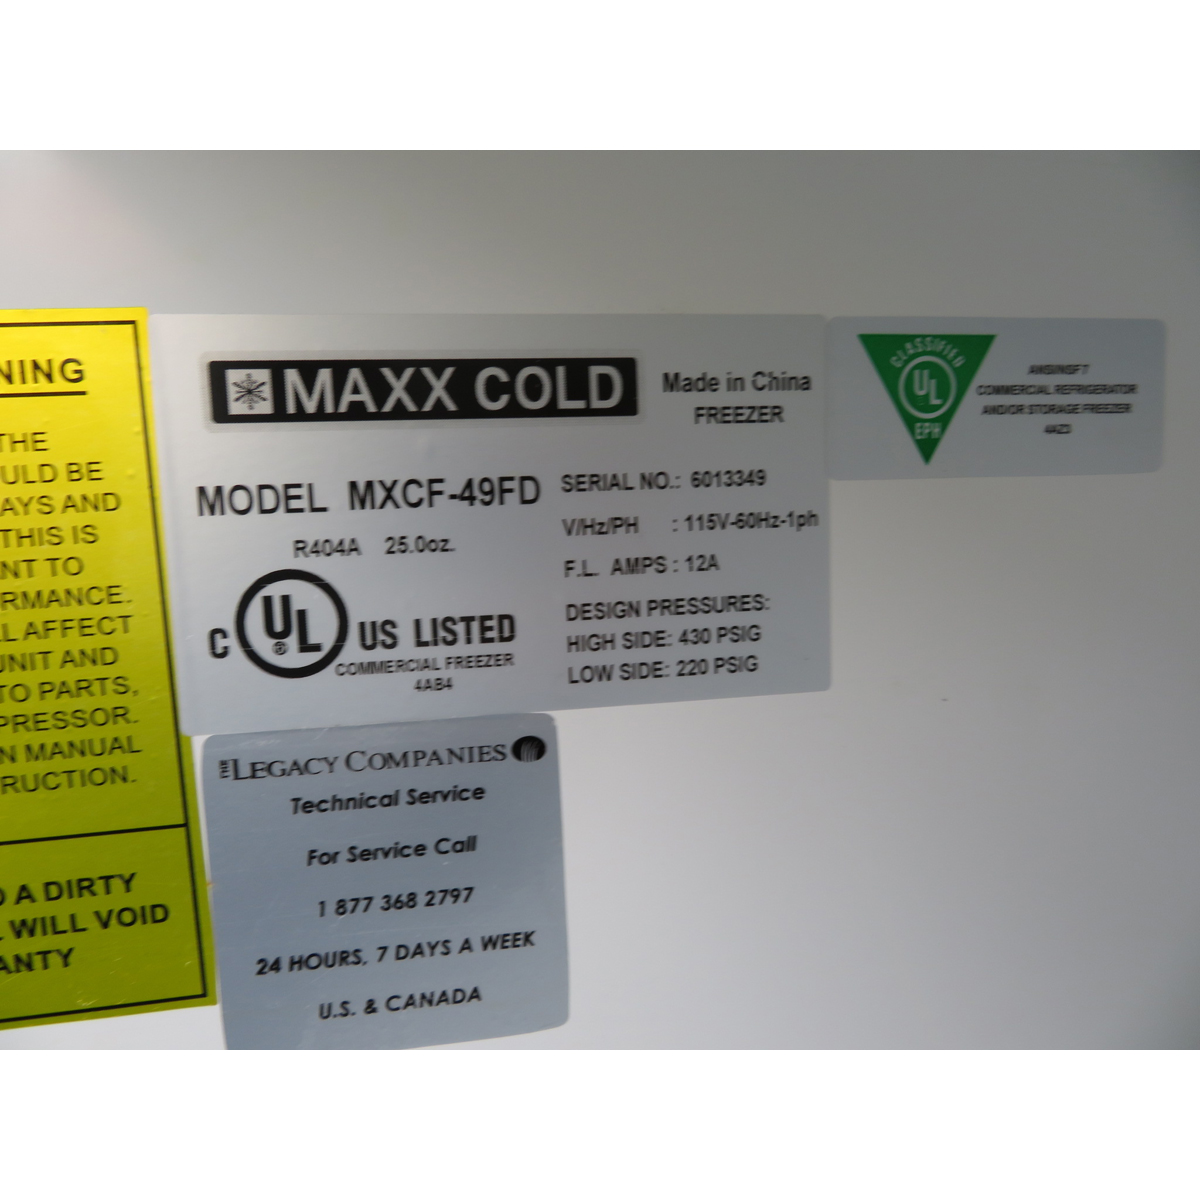 NING
THE
ULD BE
AYS AND
THIS IS
NT TO
RMANCE.
L AFFECT
UNIT AND
TO PARTS,
PRESSOR.
N MANUAL
RUCTION.
A DIRTY
WILL VOID
ANTY
MAXX COLD
Made in China
FREEZER
MODEL MXCF-49FD
R404A 25.0oz.
C UL ® US LISTED
COMMERCIAL FREEZER
4AB4
SERIAL NO.: 6013349
V/Hz/PH : 115V-60Hz-1ph
F.L. AMPS : 12A
DESIGN PRESSURES:
HIGH SIDE: 430 PSIG
LOW SIDE: 220 PSIG
CLASSIFIED
UL
EPH
ANSI/NSF 7
COMMERCIAL REFRIGERATOR
AND/OR STORAGE FREEZER
4AZ3
THE LEGACY COMPANIES
Technical Service
For Service Call
1 877 368 2797
24 HOURS, 7 DAYS A WEEK
U.S. & CANADA